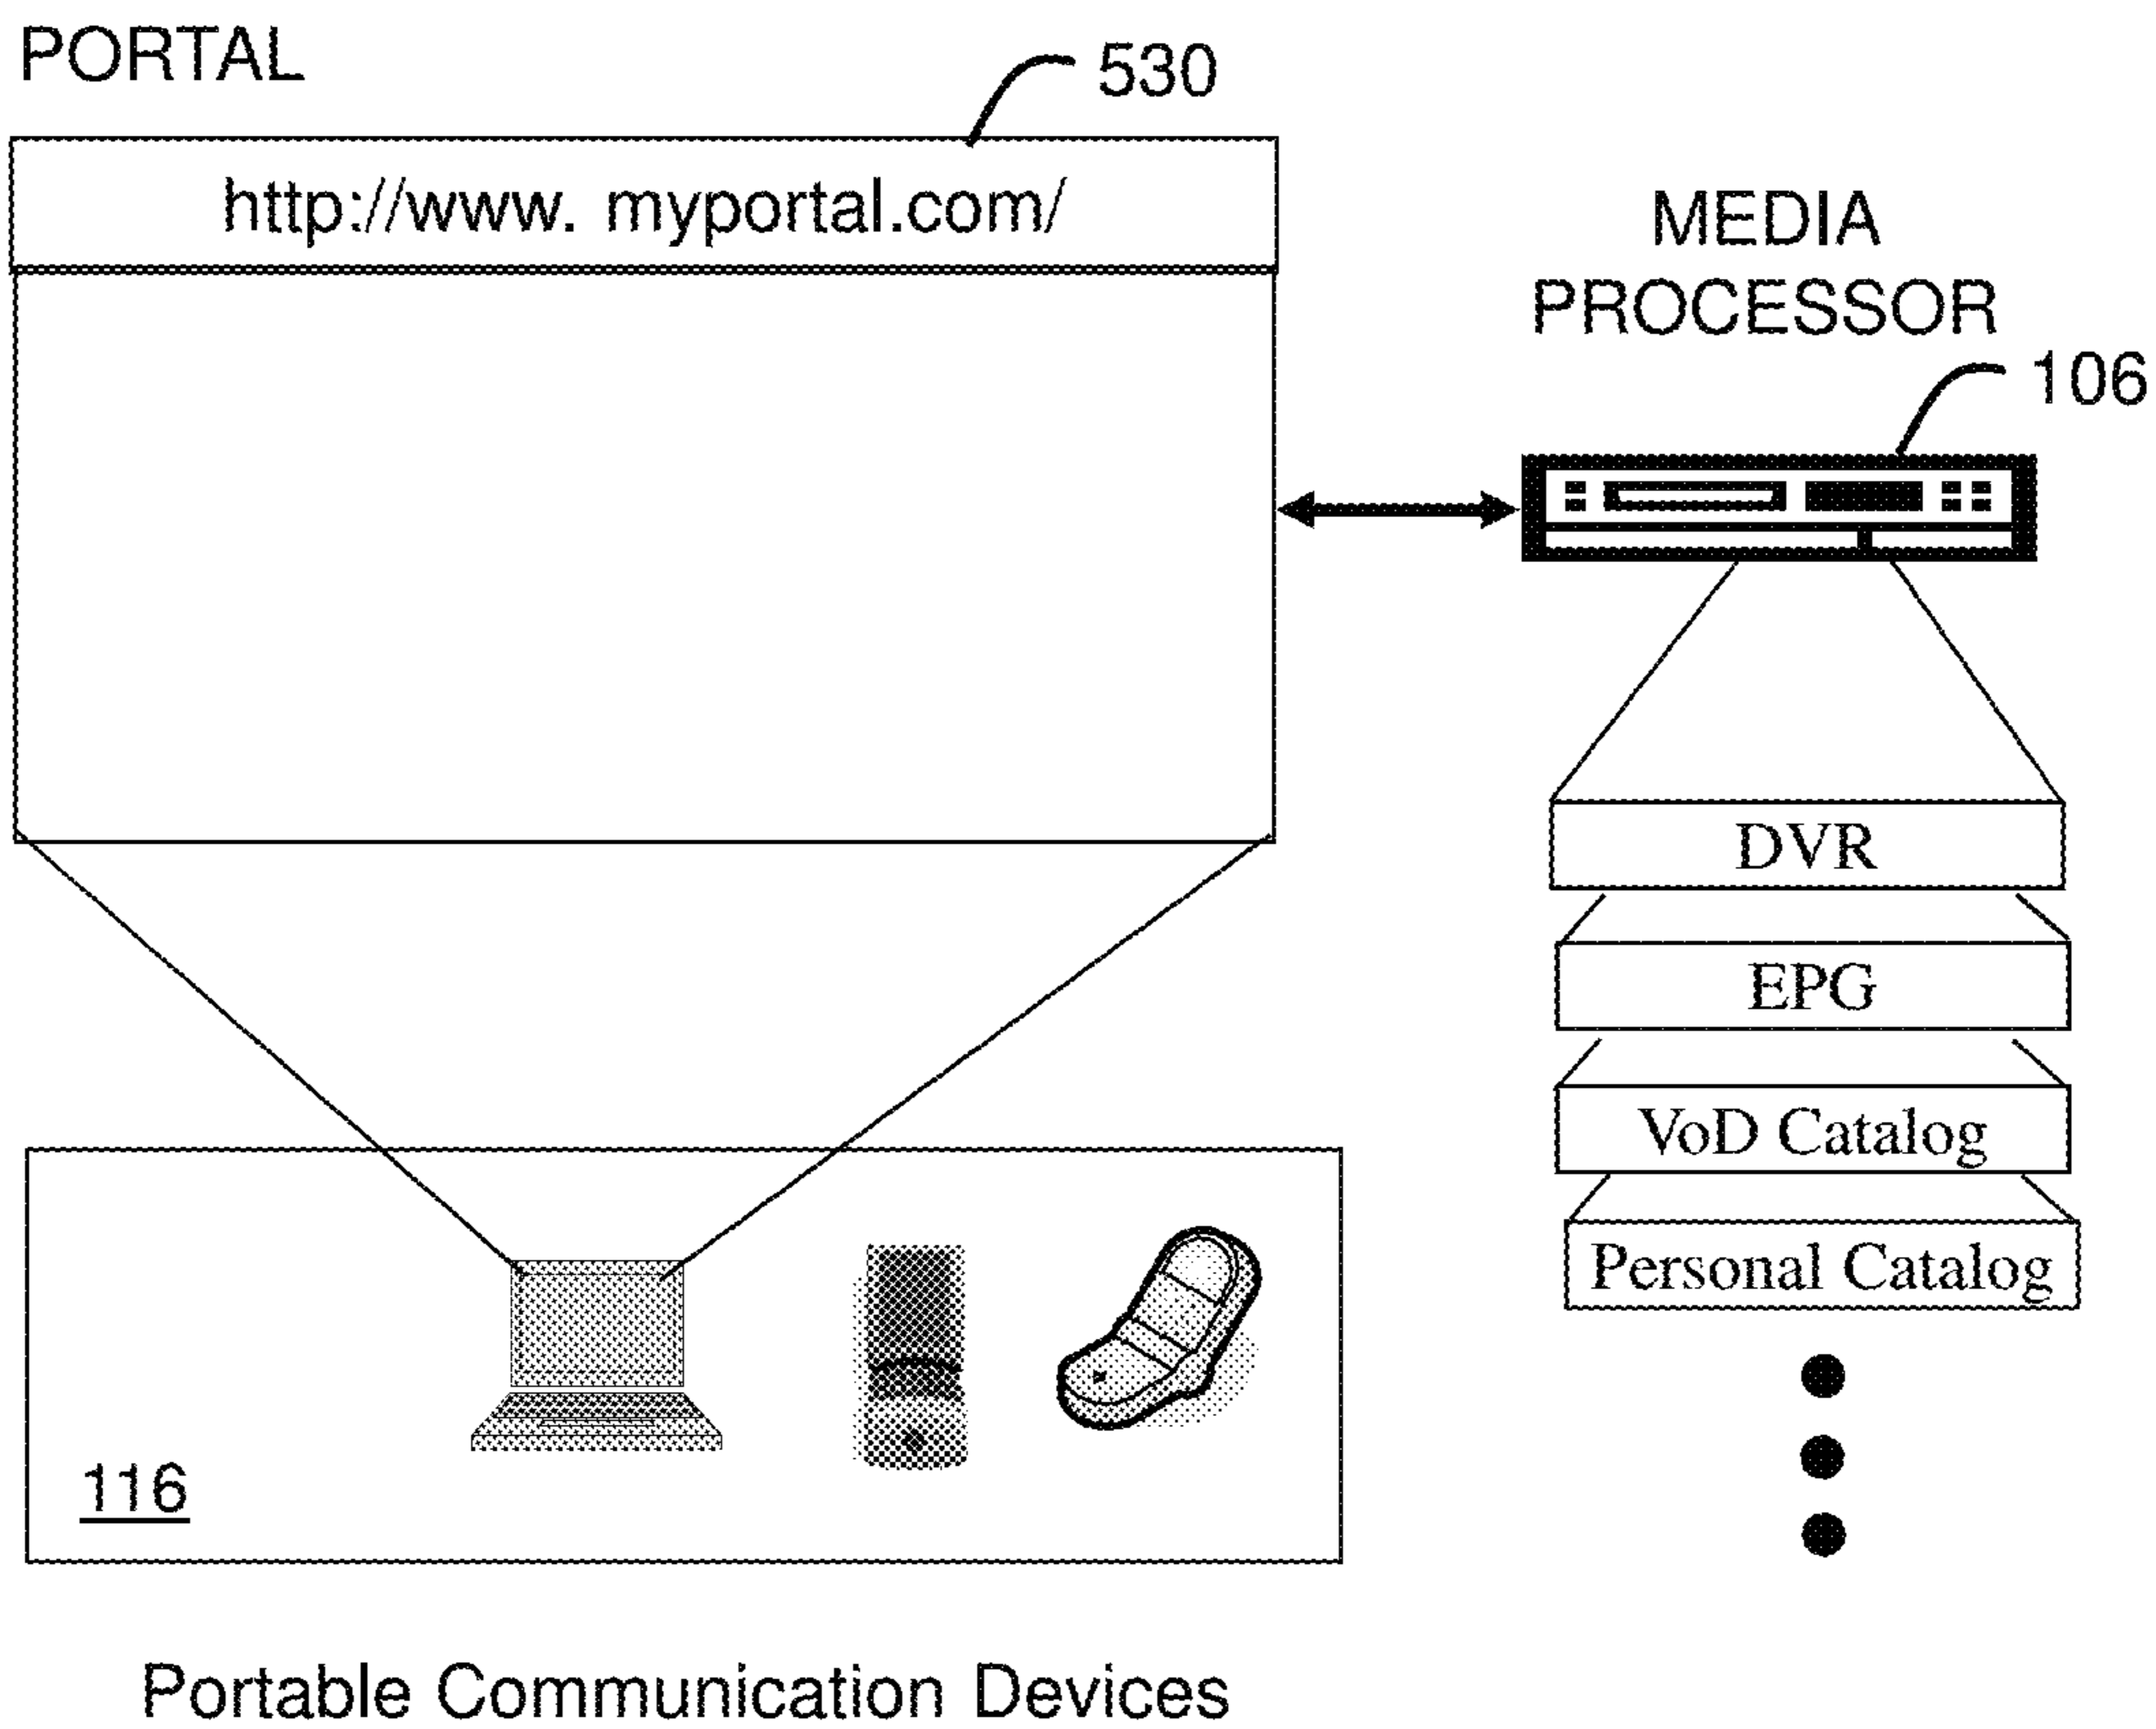 PORTAL
530
http://www. myportal.com/
MEDIA
PROCESSOR
106
DVR
EPG
VoD Catalog
Personal Catalog
116
Portable Communication Devices